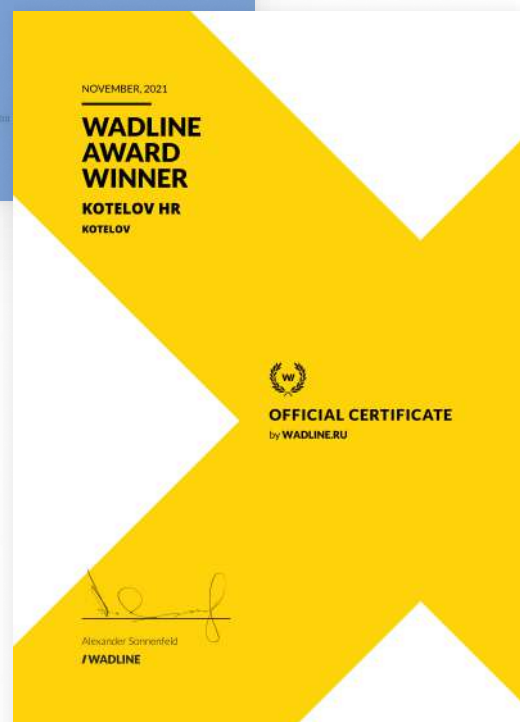 NOVEMBER, 2021
WADLINE
AWARD
WINNER
KOTELOV HR
KOTELOV
W/
OFFICIAL CERTIFICATE
by WADLINE.RU
Alexander Sonnenfeld
/WADLINE